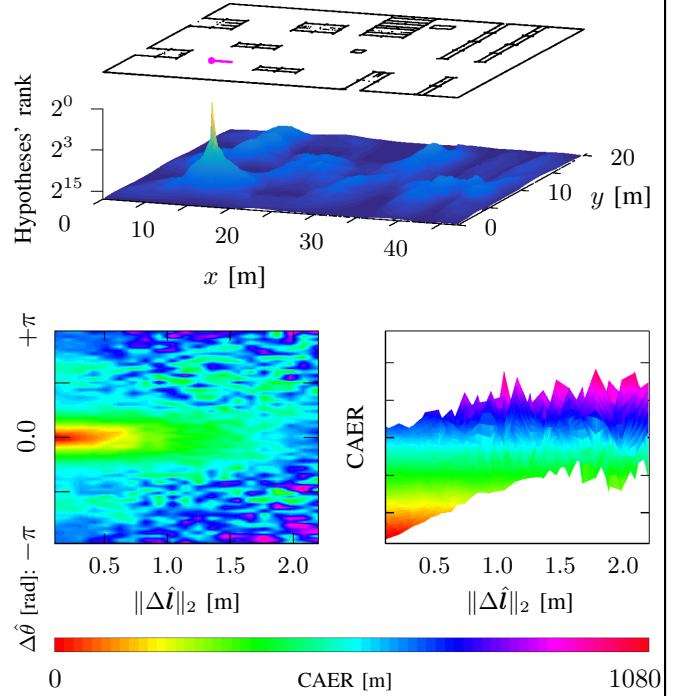 Hypotheses' rank
2^0
2^3
2^15
0
10
20
30
40
x [m]
0
10
20
y [m]
Δθ̂ [rad]: −π
0.0
+π
0.5 1.0 1.5 2.0
‖Δl̂‖₂ [m]
CAER
0.5 1.0 1.5 2.0
‖Δl̂‖₂ [m]
0 CAER [m] 1080